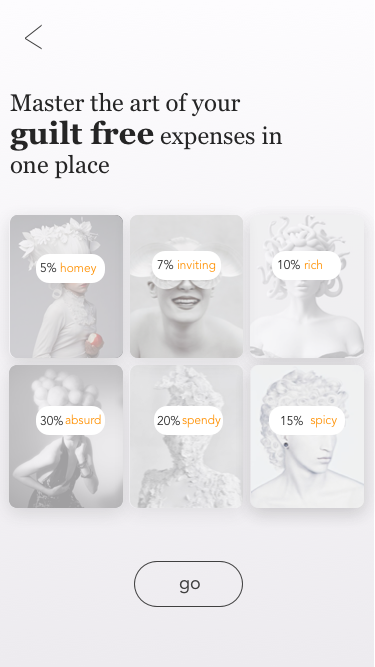 Master the art of your
guilt free expenses in
one place
5% homey
7% inviting
10% rich
30% absurd
20% spendy
15% spicy
go